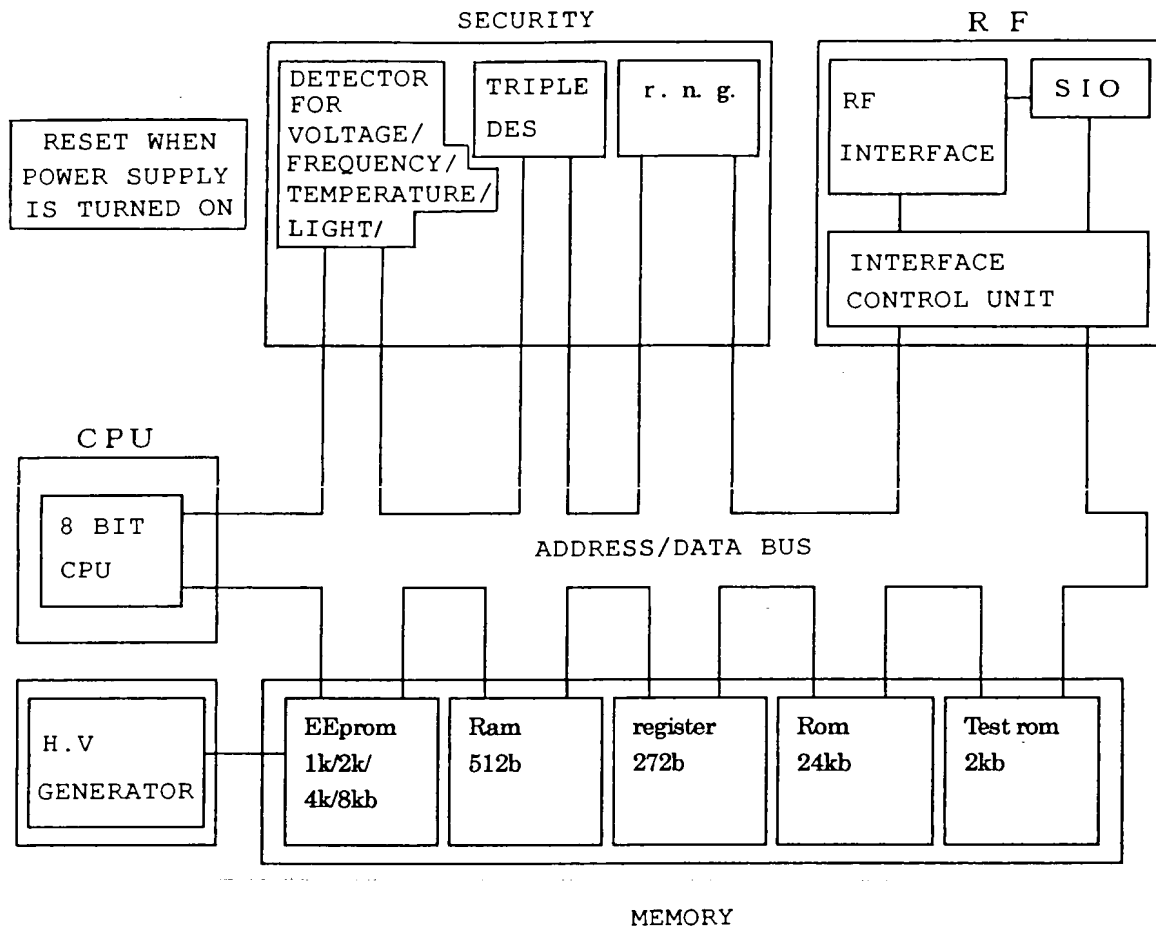 SECURITY
R F
DETECTOR
FOR
VOLTAGE/
FREQUENCY/
TEMPERATURE/
LIGHT/
TRIPLE
DES
r. n. g.
RF
INTERFACE
SIO
INTERFACE
CONTROL UNIT
RESET WHEN
POWER SUPPLY
IS TURNED ON
CPU
8 BIT
CPU
ADDRESS/DATA BUS
H.V
GENERATOR
EEprom
1k/2k/
4k/8kb
Ram
512b
register
272b
Rom
24kb
Test rom
2kb
MEMORY